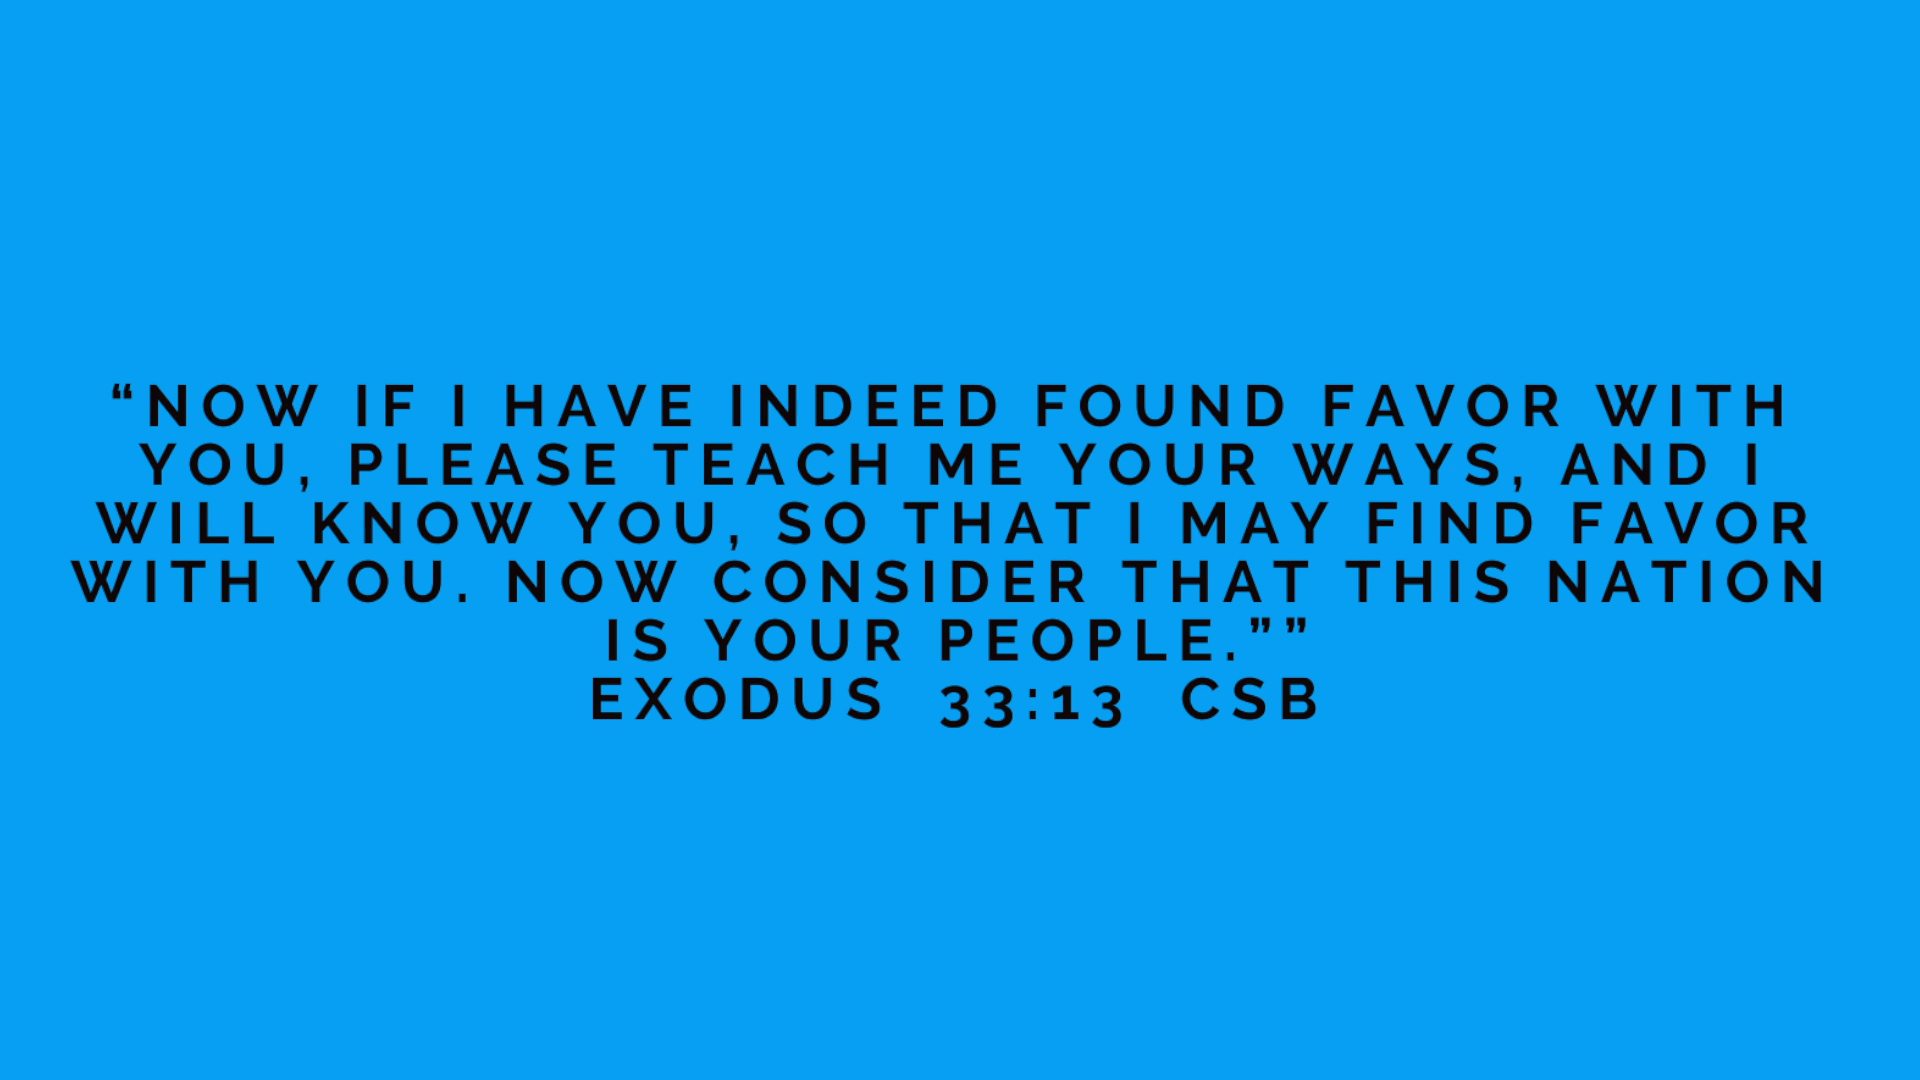 “NOW IF I HAVE INDEED FOUND FAVOR WITH
YOU, PLEASE TEACH ME YOUR WAYS, AND I
WILL KNOW YOU, SO THAT I MAY FIND FAVOR
WITH YOU. NOW CONSIDER THAT THIS NATION
IS YOUR PEOPLE.””
EXODUS 33:13 CSB